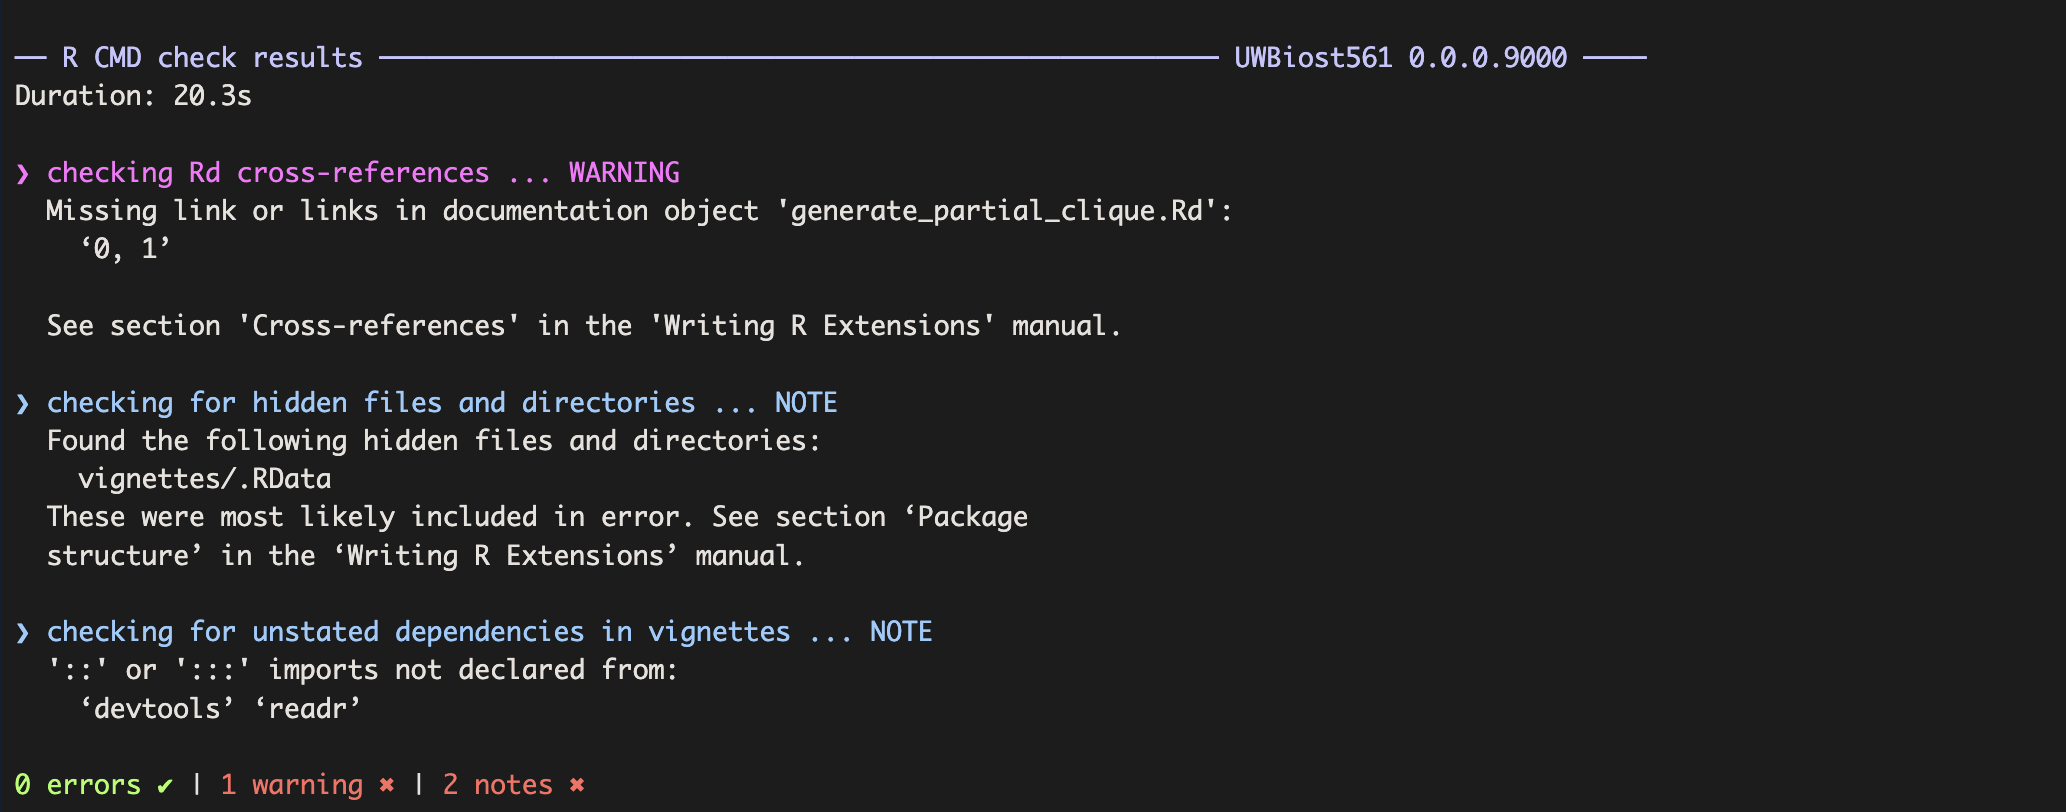 ── R CMD check results ───────────────────────────────────────────────────── UWBiost561 0.0.0.9000 ────
Duration: 20.3s
❯ checking Rd cross-references ... WARNING
Missing link or links in documentation object 'generate_partial_clique.Rd':
‘0, 1’
See section 'Cross-references' in the 'Writing R Extensions' manual.
❯ checking for hidden files and directories ... NOTE
Found the following hidden files and directories:
vignettes/.RData
These were most likely included in error. See section ‘Package
structure’ in the ‘Writing R Extensions’ manual.
❯ checking for unstated dependencies in vignettes ... NOTE
'::' or ':::' imports not declared from:
‘devtools’ ‘readr’
0 errors ✔ | 1 warning ✖ | 2 notes ✖